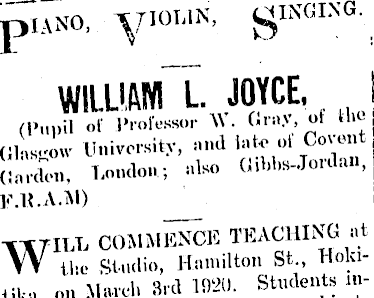 PIANO, VIOLIN, SINGING.
WILLIAM L. JOYCE,
(Pupil of Professor W. Gray, of the
Glasgow University, and late of Covent
Garden, London; also Gibbs-Jordan,
F.R.A.M)
WILL COMMENCE TEACHING at
the Studio, Hamilton St., Hoki-
tika, on March 3rd 1920. Students in-